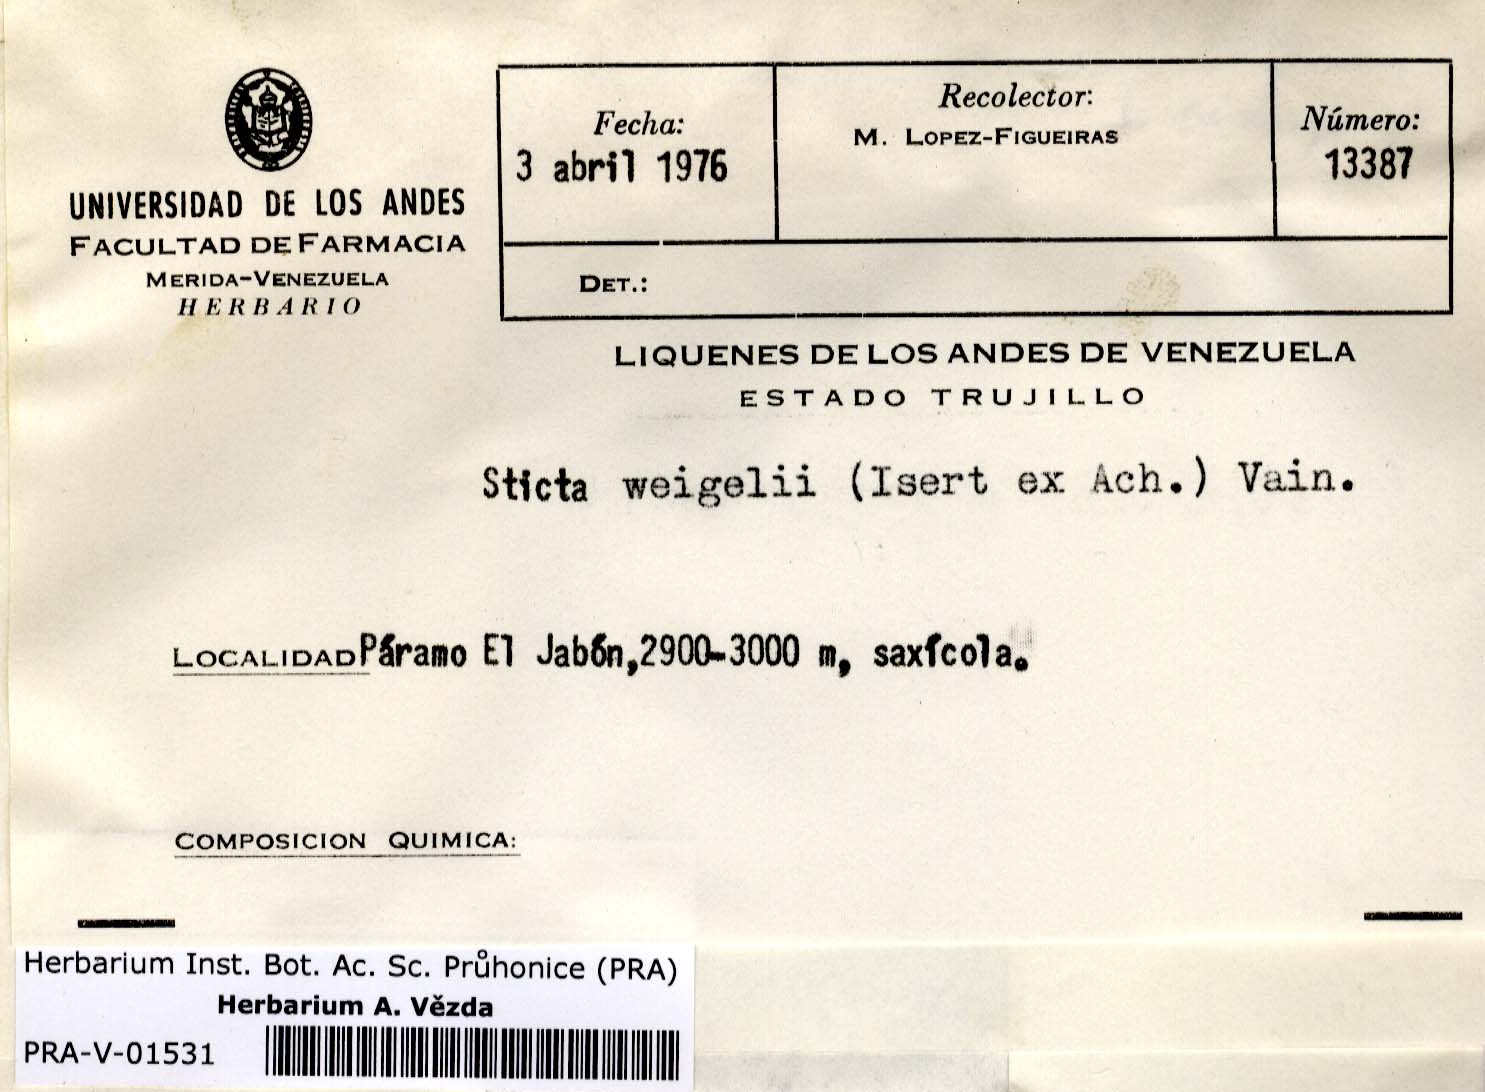 UNIVERSIDAD DE LOS ANDES
FACULTAD DE FARMACIA
MERIDA-VENEZUELA
HERBARIO
Fecha:
3 abril 1976
Recolector:
M. LOPEZ-FIGUEIRAS
Número:
13387
DET.:
LIQUENES DE LOS ANDES DE VENEZUELA
ESTADO TRUJILLO
Sticta weigelii (Isert ex Ach.) Vain.
LOCALIDAD Páramo El Jabón,2900-3000 m, saxícola.
COMPOSICION QUIMICA:
Herbarium Inst. Bot. Ac. Sc. Průhonice (PRA)
Herbarium A. Vězda
PRA-V-01531